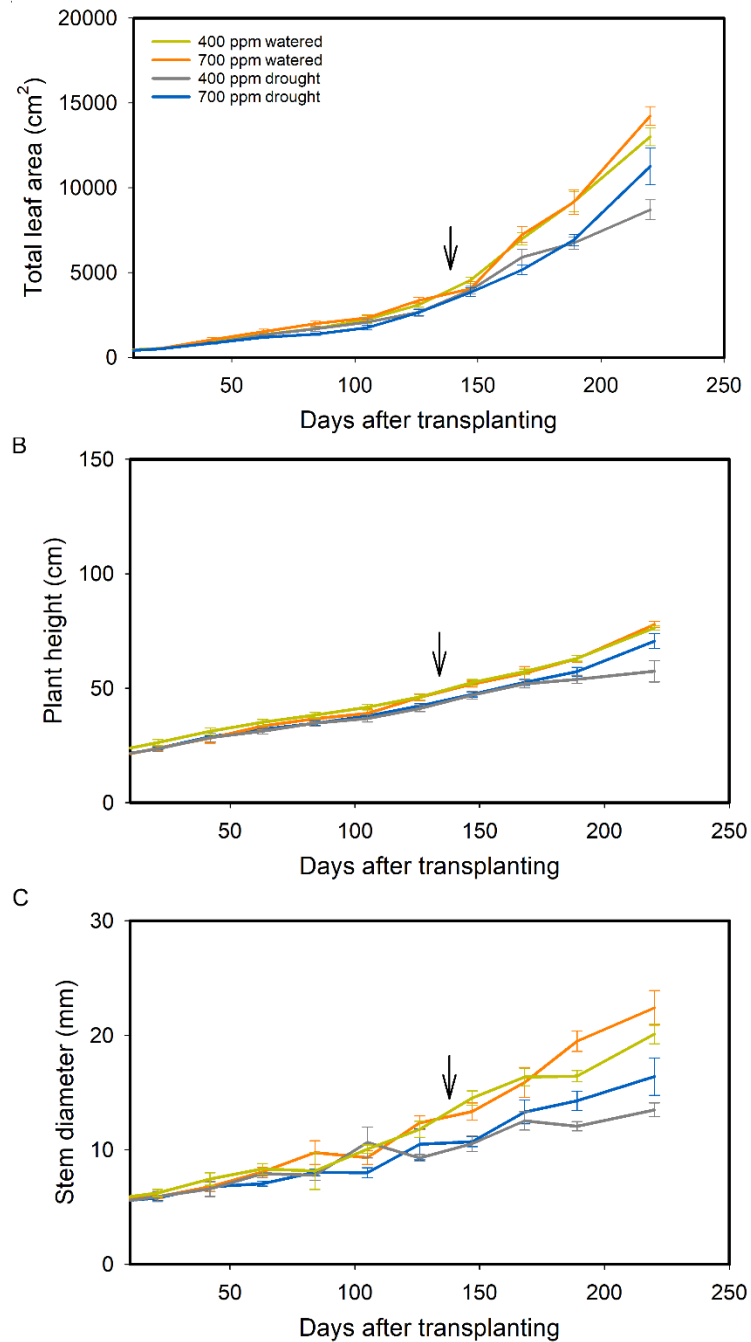 20000
15000
10000
5000
0
Total leaf area (cm²)
400 ppm watered
700 ppm watered
400 ppm drought
700 ppm drought
50 100 150 200 250
Days after transplanting
B
150
100
50
0
Plant height (cm)
50 100 150 200 250
Days after transplanting
C
30
20
10
0
Stem diameter (mm)
50 100 150 200 250
Days after transplanting